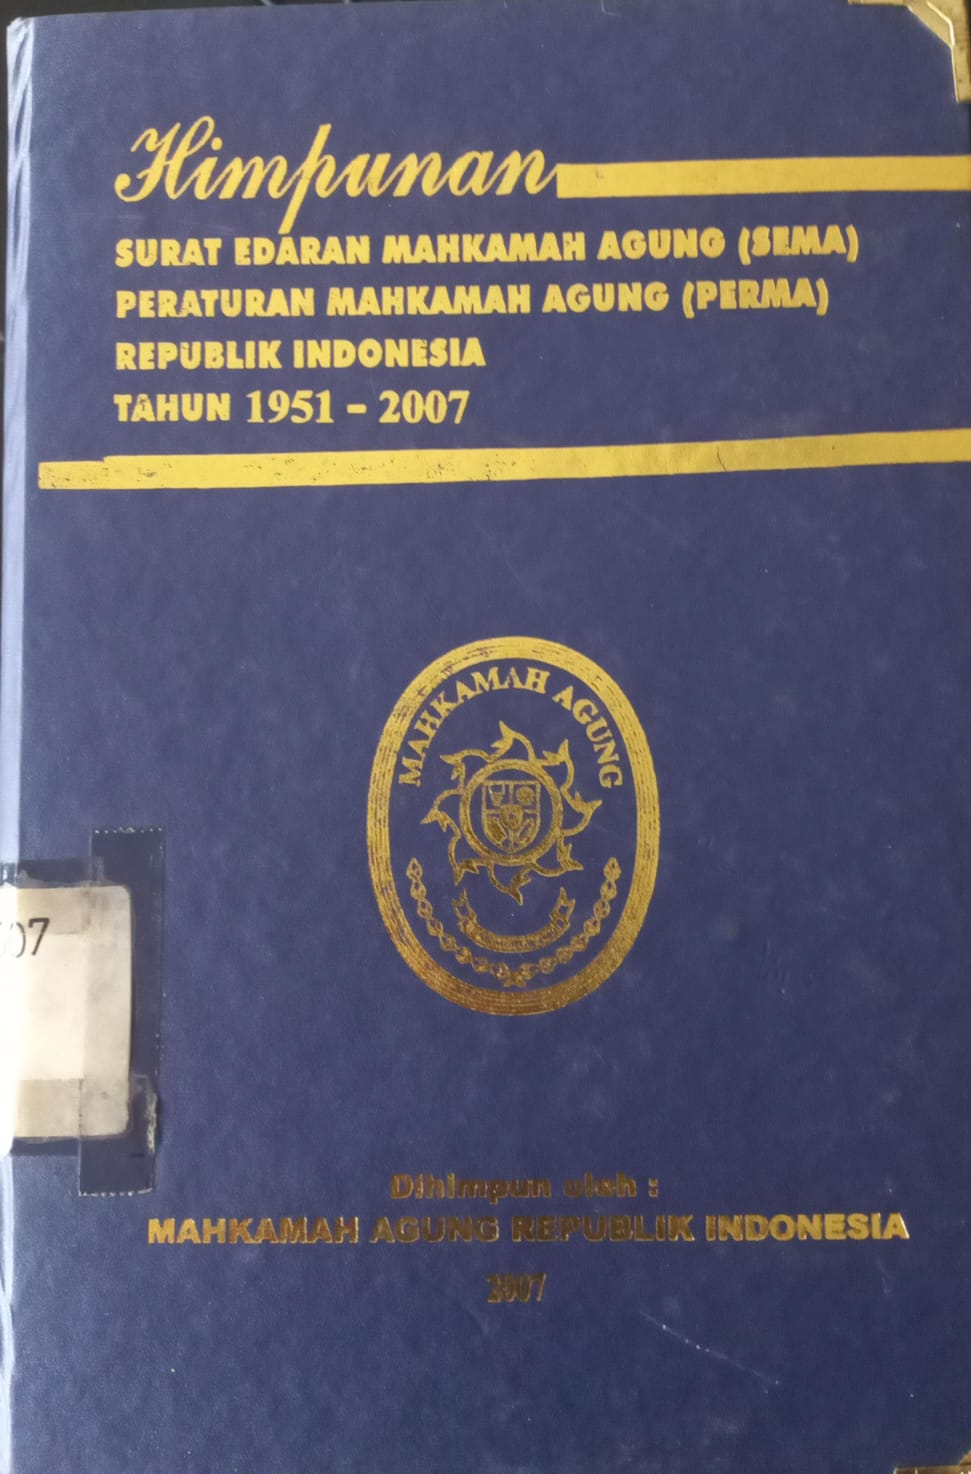 Himpunan
SURAT EDARAN MAHKAMAH AGUNG (SEMA)
PERATURAN MAHKAMAH AGUNG (PERMA)
REPUBLIK INDONESIA
TAHUN 1951 - 2007
MAHKAMAH AGUNG
07
Dihimpun oleh :
MAHKAMAH AGUNG REPUBLIK INDONESIA
2007